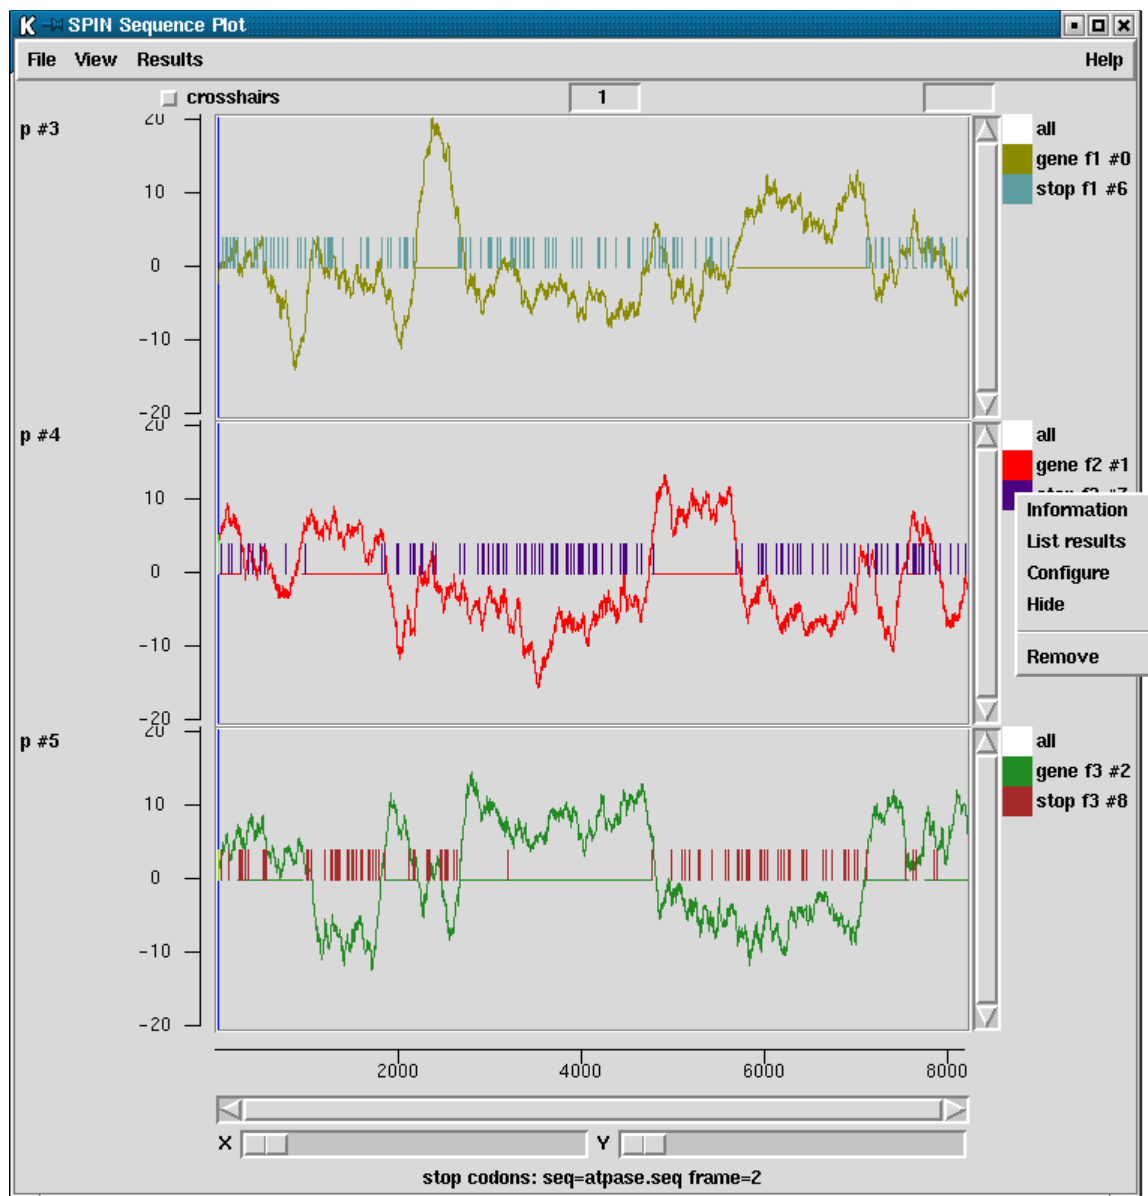 SPIN Sequence Plot
File View Results Help
crosshairs 1
p #3
20
10
0
-10
-20
all
gene f1 #0
stop f1 #6
p #4
20
10
0
-10
-20
all
gene f2 #1
Information
List results
Configure
Hide
Remove
p #5
20
10
0
-10
-20
all
gene f3 #2
stop f3 #8
2000 4000 6000 8000
X Y
stop codons: seq=atpase.seq frame=2